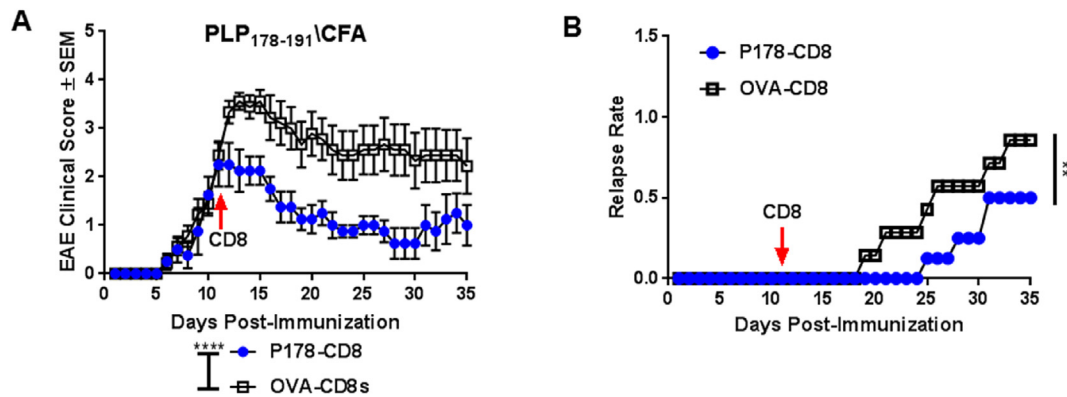 A
PLP178-191\CFA
EAE Clinical Score ± SEM
5
4
3
2
1
0
CD8
0 5 10 15 20 25 30 35
Days Post-Immunization
****
P178-CD8
OVA-CD8s
B
P178-CD8
OVA-CD8
Relapse Rate
1.5
1.0
0.5
0.0
CD8
**
0 5 10 15 20 25 30 35
Days Post-Immunization